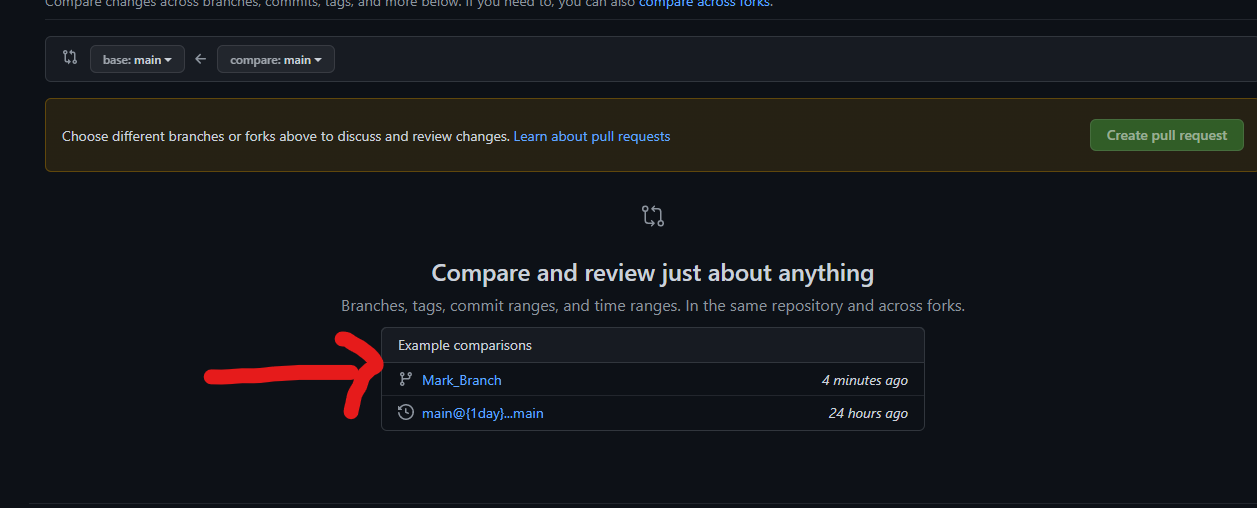 Compare changes across branches, commits, tags, and more below. If you need to, you can also compare across forks.
base: main
compare: main
Choose different branches or forks above to discuss and review changes. Learn about pull requests
Create pull request
Compare and review just about anything
Branches, tags, commit ranges, and time ranges. In the same repository and across forks.
Example comparisons
Mark_Branch 4 minutes ago
main@{1day}...main 24 hours ago